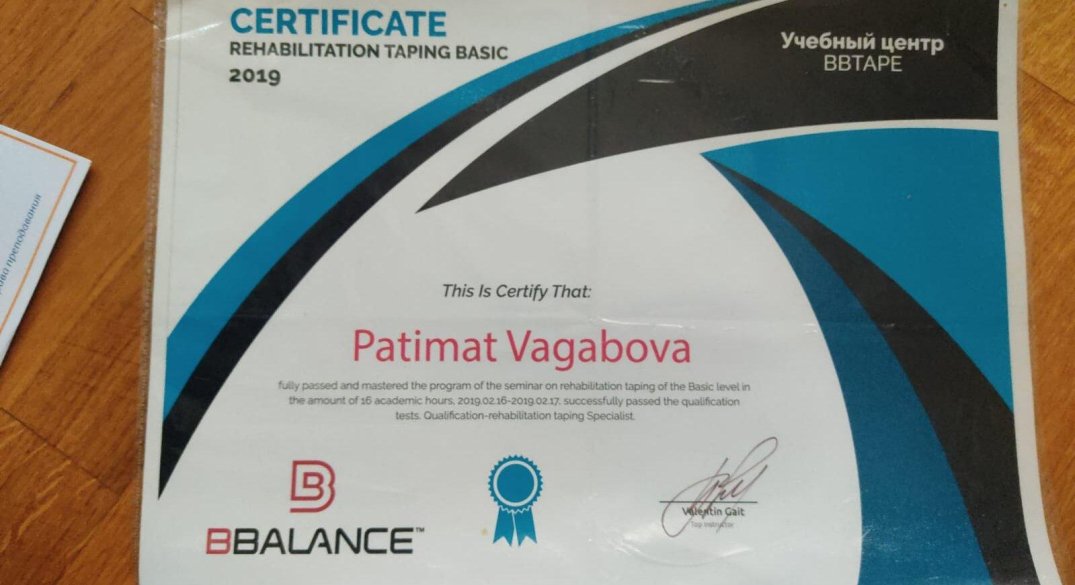 CERTIFICATE
REHABILITATION TAPING BASIC
2019
Учебный центр
BBTAPE
This Is Certify That:
Patimat Vagabova
fully passed and mastered the program of the seminar on rehabilitation taping of the Basic level in
the amount of 16 academic hours, 2019.02.16-2019.02.17. successfully passed the qualification
tests. Qualification-rehabilitation taping Specialist.
B
BBALANCE™
Valentin Gait
Top instructor
преподавания